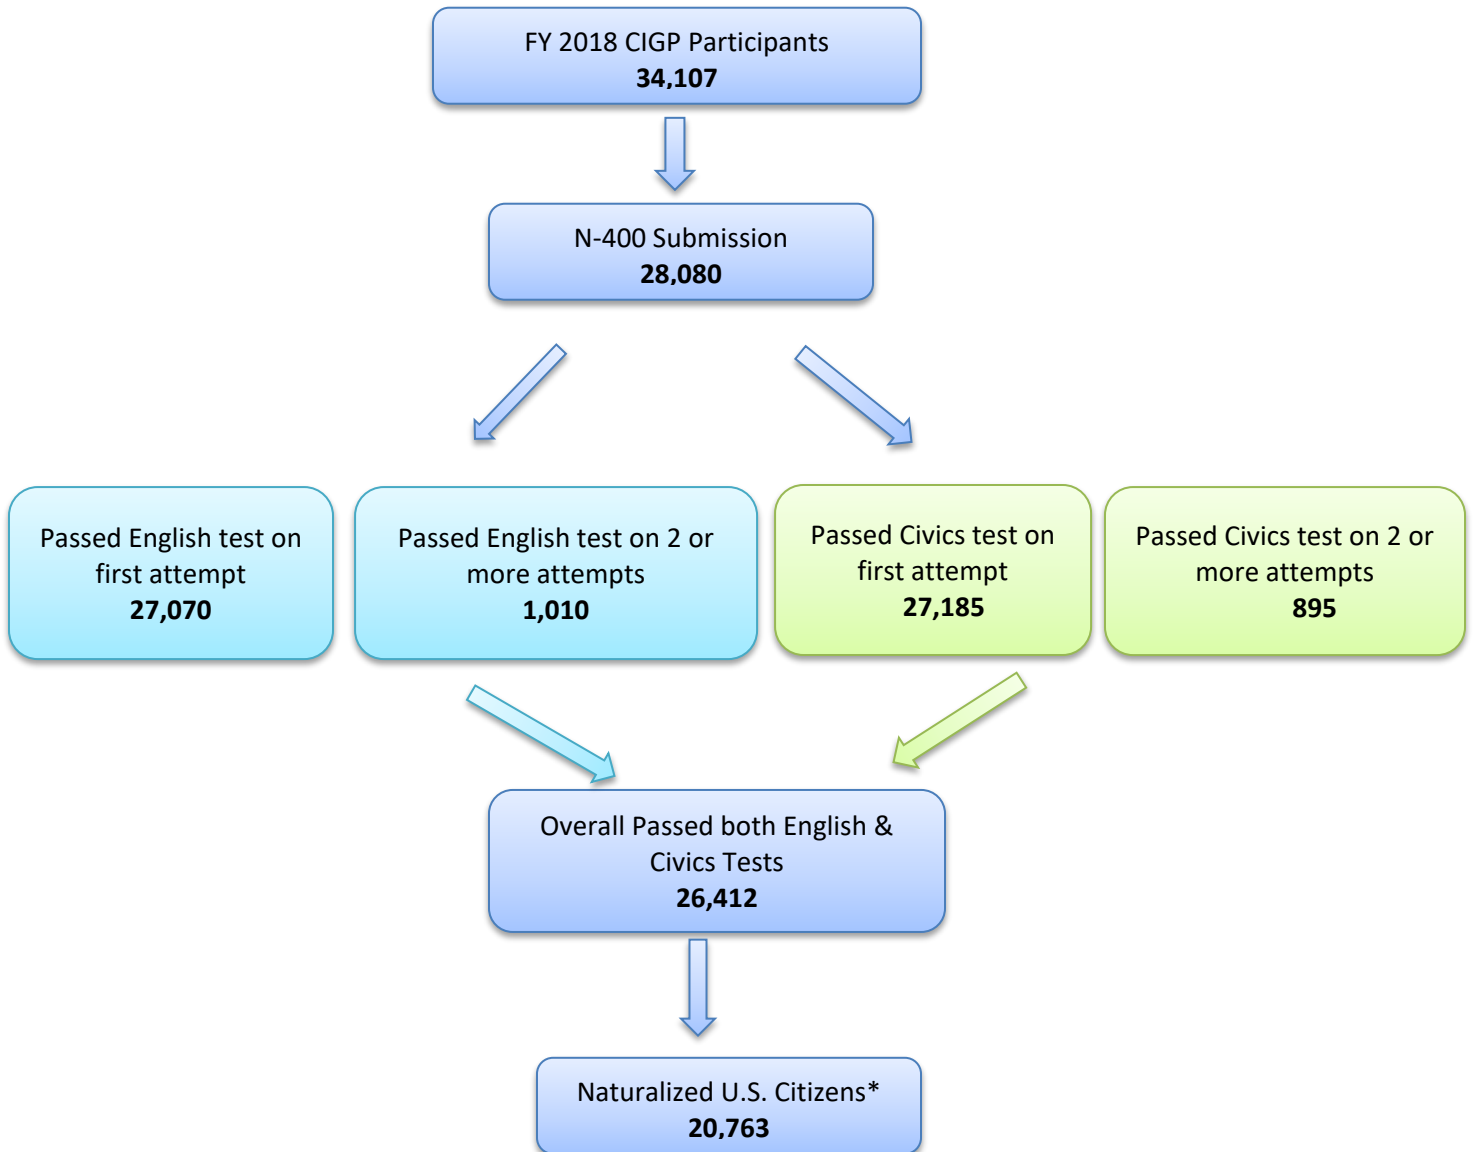 FY 2018 CIGP Participants
34,107
N-400 Submission
28,080
Passed English test on
first attempt
27,070
Passed English test on 2 or
more attempts
1,010
Passed Civics test on
first attempt
27,185
Passed Civics test on 2 or
more attempts
895
Overall Passed both English &
Civics Tests
26,412
Naturalized U.S. Citizens*
20,763